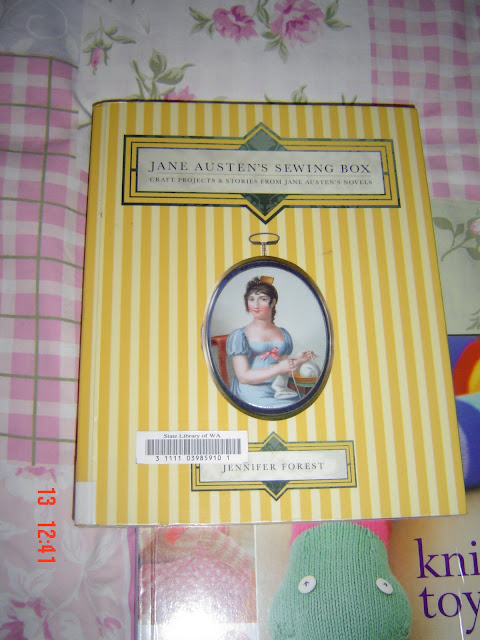 JANE AUSTEN'S SEWING BOX
CRAFT PROJECTS & STORIES FROM JANE AUSTEN'S NOVELS
State Library of WA
3 1111 03985910 1
JENNIFER FOREST
13 12:41
kni
toy